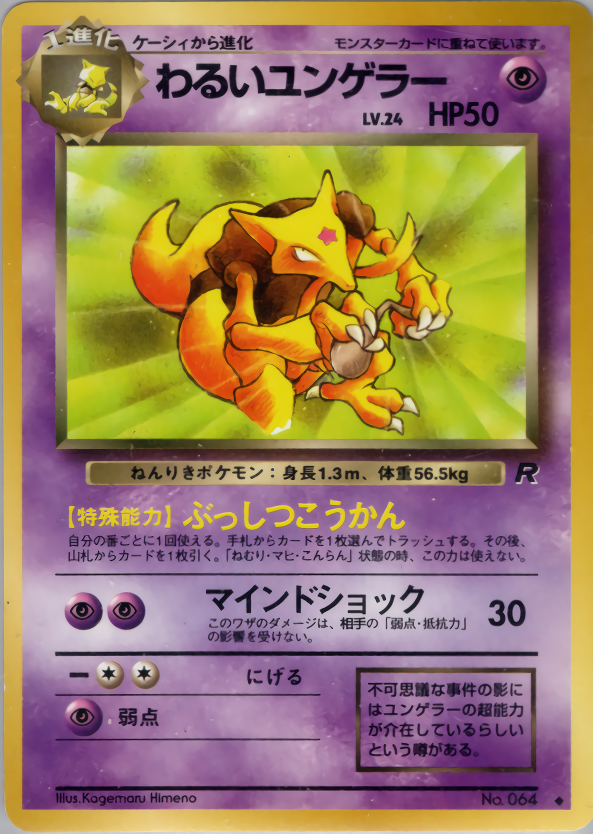 1進化
ケーシィから進化
モンスターカードに重ねて使います。
わるいユンゲラー
LV.24 HP50
ねんりきポケモン：身長1.3m、体重56.5kg
R
【特殊能力】ぶっしつこうかん
自分の番ごとに1回使える。手札からカードを1枚選んでトラッシュする。その後、
山札からカードを1枚引く。「ねむり・マヒ・こんらん」状態の時、この力は使えない。
マインドショック 30
このワザのダメージは、相手の「弱点・抵抗力」
の影響を受けない。
ー にげる
弱点
不可思議な事件の影に
はユンゲラーの超能力
が介在しているらしい
という噂がある。
Illus.Kagemaru Himeno
No. 064